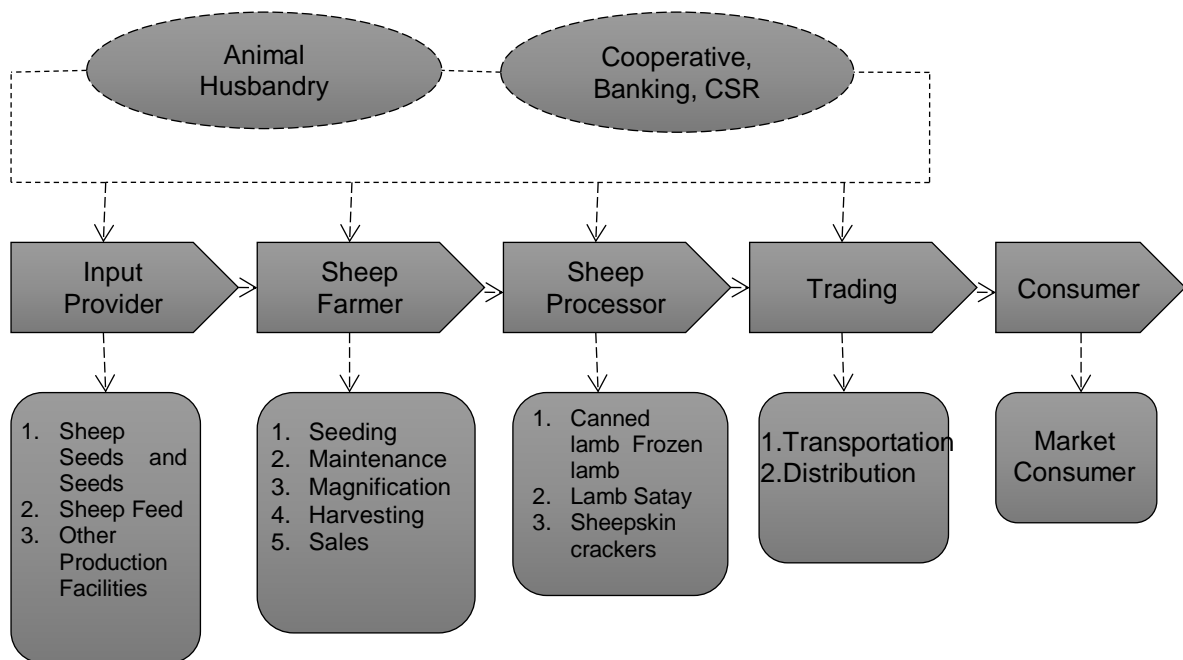 Animal
Husbandry
Cooperative,
Banking, CSR
Input
Provider
Sheep
Farmer
Sheep
Processor
Trading
Consumer
1. Sheep
Seeds and
Seeds
2. Sheep Feed
3. Other
Production
Facilities
1. Seeding
2. Maintenance
3. Magnification
4. Harvesting
5. Sales
1. Canned
lamb Frozen
lamb
2. Lamb Satay
3. Sheepskin
crackers
1.Transportation
2.Distribution
Market
Consumer